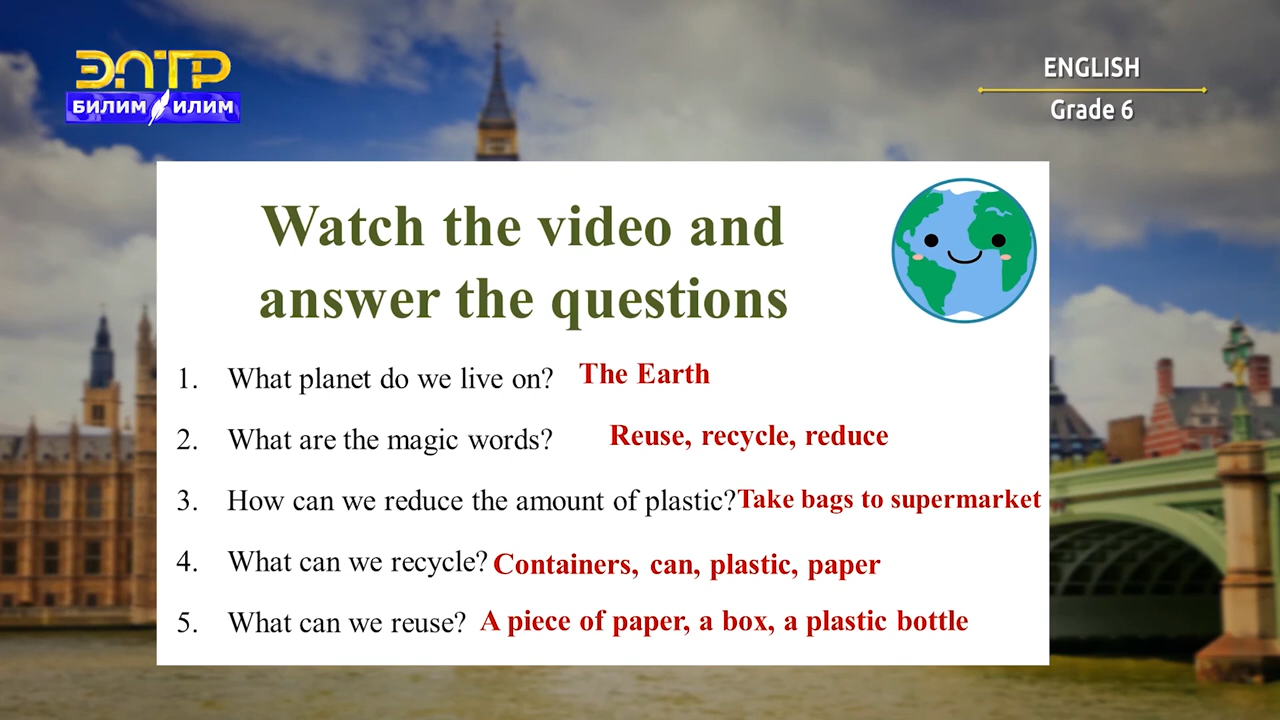 ЭЛТР
БИЛИМ ИЛИМ
ENGLISH
Grade 6
Watch the video and
answer the questions
1. What planet do we live on? The Earth
2. What are the magic words? Reuse, recycle, reduce
3. How can we reduce the amount of plastic? Take bags to supermarket
4. What can we recycle? Containers, can, plastic, paper
5. What can we reuse? A piece of paper, a box, a plastic bottle